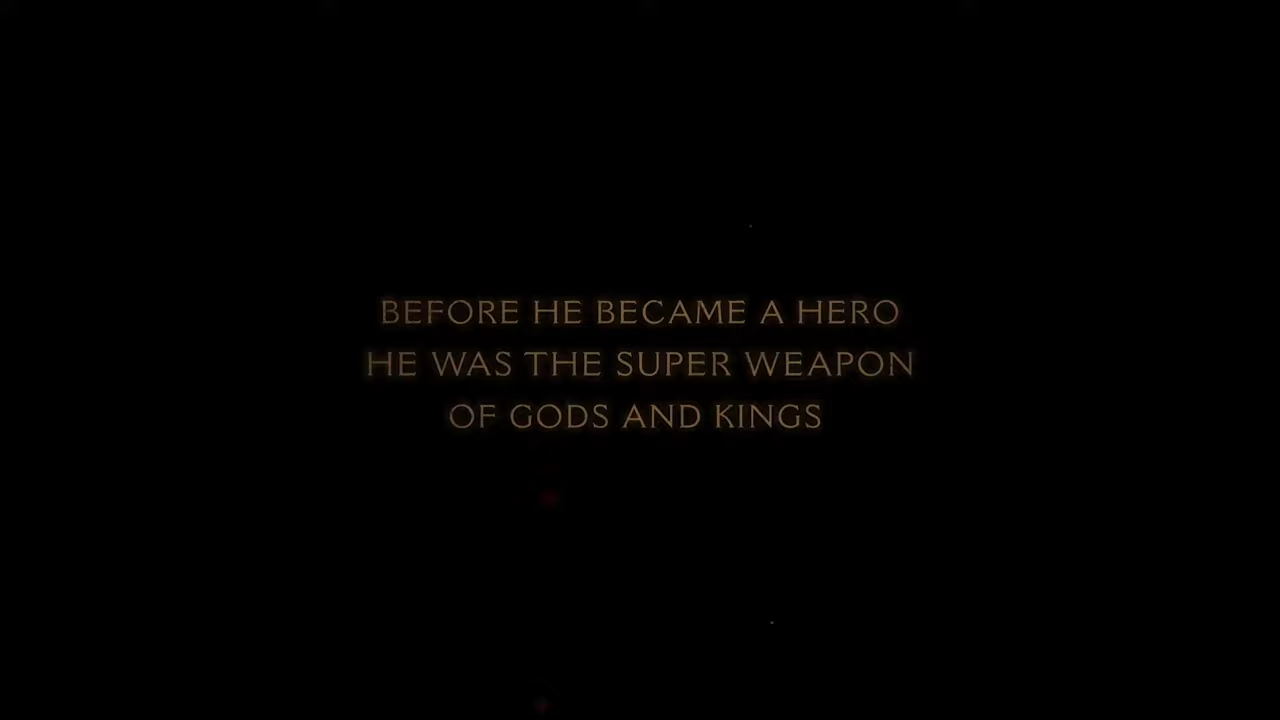 BEFORE HE BECAME A HERO
HE WAS THE SUPER WEAPON
OF GODS AND KINGS